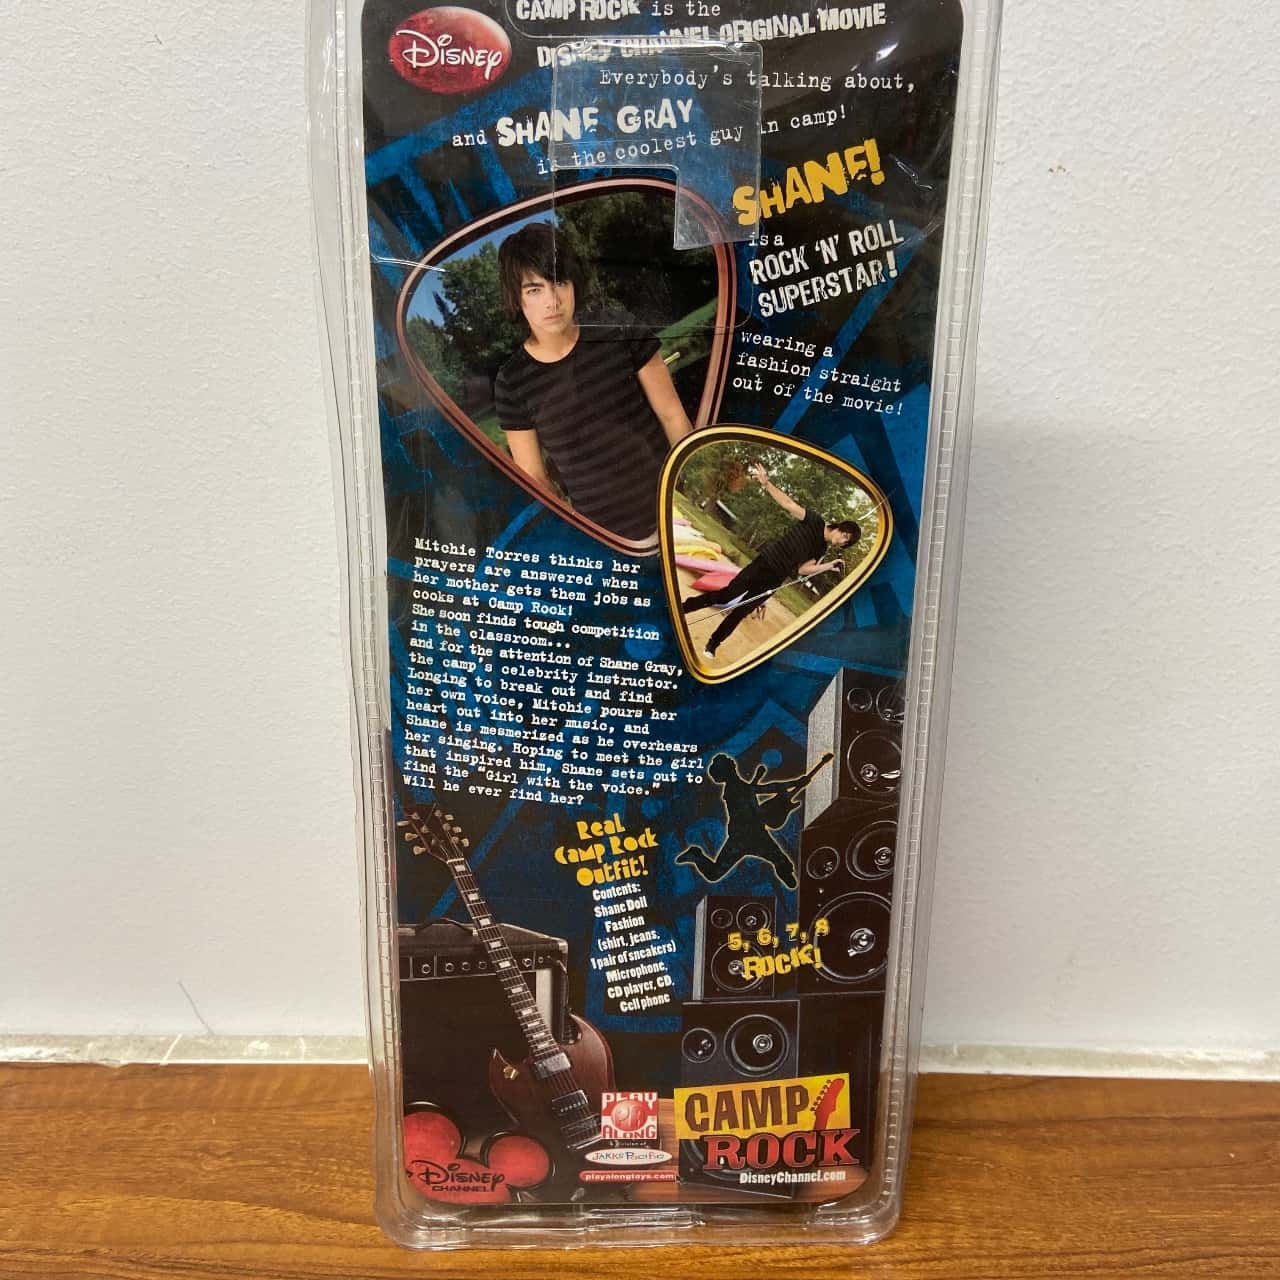 CAMP ROCK is the
DISNEY CHANNEL ORIGINAL MOVIE
Everybody's talking about,
and SHANE GRAY
is the coolest guy in camp!
DISNEY
SHANE!
is a
ROCK 'N' ROLL
SUPERSTAR!
wearing a
fashion straight
out of the movie!
Mitchie Torres thinks her
prayers are answered when
her mother gets them jobs as
cooks at Camp Rock!
She soon finds tough competition
in the classroom...
and for the attention of Shane Gray,
the camp's celebrity instructor.
Longing to break out and find
her own voice, Mitchie pours her
heart out into her music, and
Shane is mesmerized as he overhears
her singing. Hoping to meet the girl
that inspired him, Shane sets out to
find the "Girl with the voice."
Will he ever find her?
Real
Camp Rock
Outfit!
Contents:
Shane Doll
Fashion
(shirt, jeans,
1 pair of sneakers)
Microphone,
CD player, CD,
Cell phone
5, 6, 7, 8
ROCK!
PLAY
ALONG
a division of
JAKKS Pacific
playalongtoys.com
CAMP
ROCK
DisneyChannel.com
DISNEY
CHANNEL